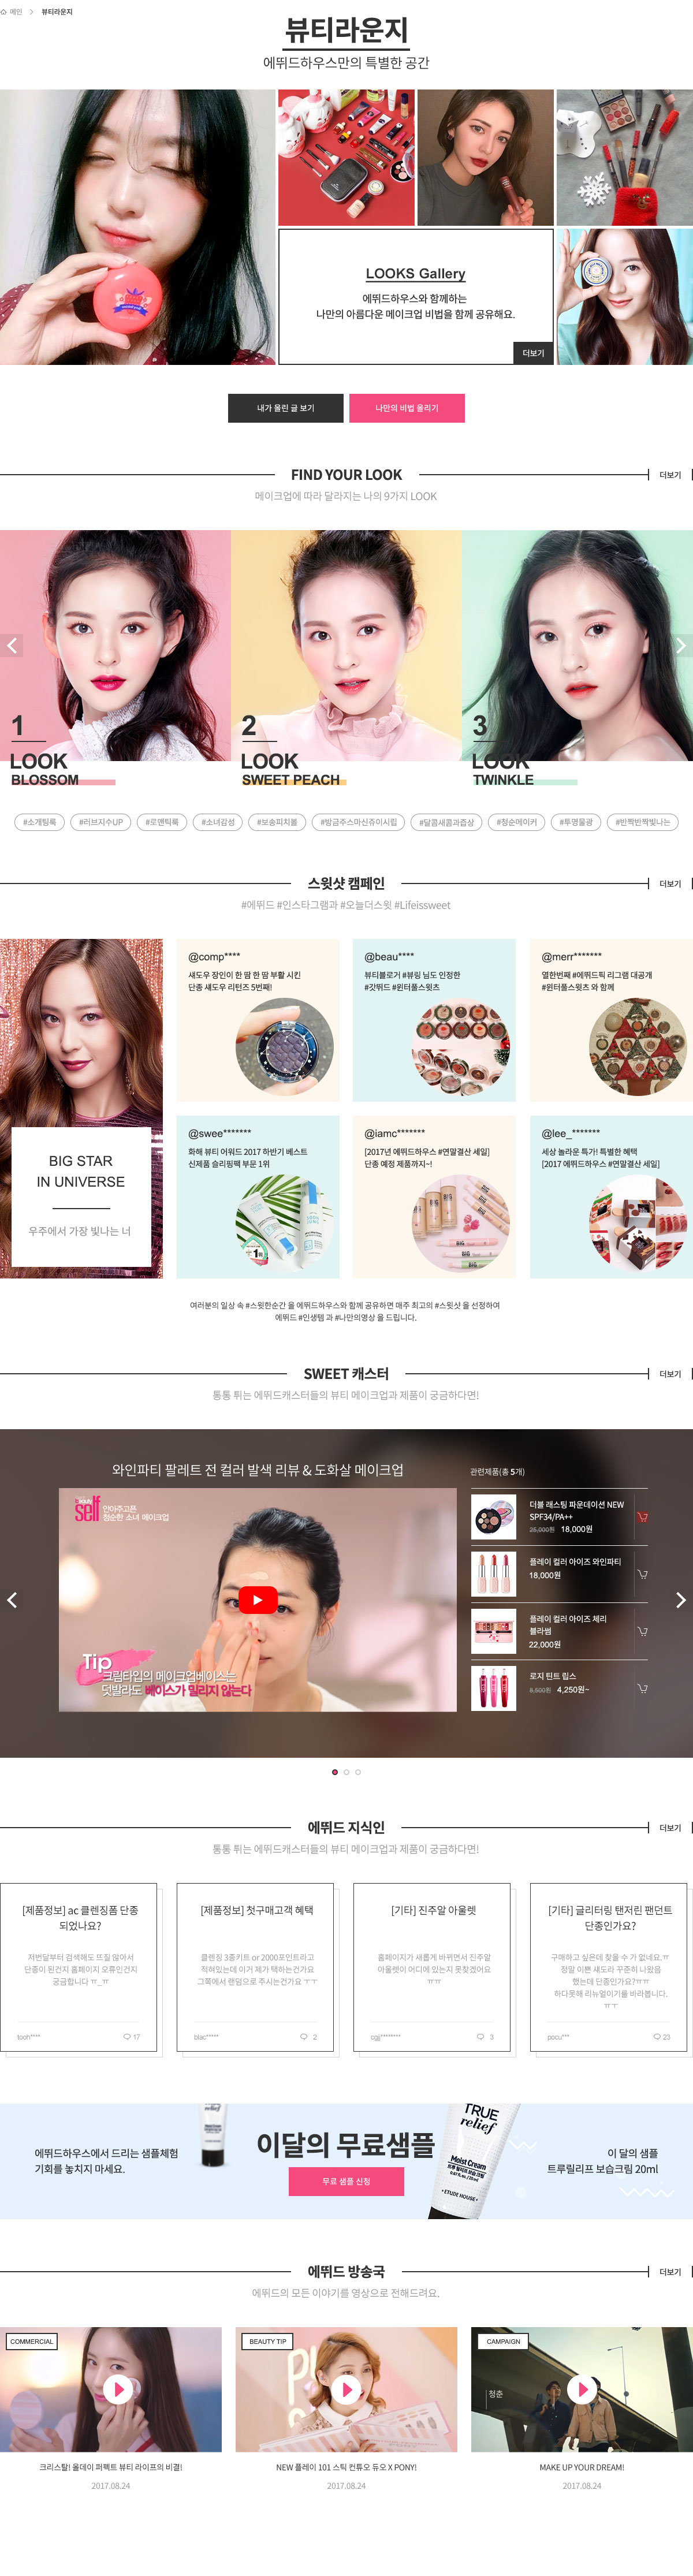 메인 > 뷰티라운지
뷰티라운지
에뛰드하우스만의 특별한 공간
LOOKS Gallery
에뛰드하우스와 함께하는
나만의 아름다운 메이크업 비법을 함께 공유해요.
더보기
내가 올린 글 보기
나만의 비법 올리기
FIND YOUR LOOK
더보기
메이크업에 따라 달라지는 나의 9가지 LOOK
1
LOOK
BLOSSOM
2
LOOK
SWEET PEACH
3
LOOK
TWINKLE
#소개팅룩 #러브지수UP #로맨틱룩 #소녀감성 #보송피치볼 #방금주스마신쥬이시립 #달콤새콤과즙상 #청순메이커 #투명물광 #반짝반짝빛나는
스윗샷 캠페인
더보기
#에뛰드 #인스타그램과 #오늘더스윗 #Lifeissweet
BIG STAR
IN UNIVERSE
우주에서 가장 빛나는 너
@comp****
섀도우 장인이 한 땀 한 땀 부활 시킨
단종 섀도우 리턴즈 5번째!
@beau****
뷰티블로거 #뷰링 님도 인정한
#갓뛰드 #윈터풀스윗츠
@merr*******
열한번째 #에뛰드픽 리그램 대공개
#윈터풀스윗츠 와 함께
@swee*******
화해 뷰티 어워드 2017 하반기 베스트
신제품 슬리핑팩 부문 1위
@iamc*******
[2017년 에뛰드하우스 #연말결산 세일]
단종 예정 제품까지~!
@lee_*******
세상 놀라운 특가! 특별한 혜택
[2017 에뛰드하우스 #연말결산 세일]
여러분의 일상 속 #스윗한순간 을 에뛰드하우스와 함께 공유하면 매주 최고의 #스윗샷 을 선정하여
에뛰드 #인생템 과 #나만의영상 을 드립니다.
SWEET 캐스터
더보기
통통 튀는 에뛰드캐스터들의 뷰티 메이크업과 제품이 궁금하다면!
와인파티 팔레트 전 컬러 발색 리뷰 & 도화살 메이크업
self
안아주고픈
청순한 소녀 메이크업
Tip
크림타입의 메이크업베이스는
덧발라도 베이스가 밀리지 않는다
관련제품(총 5개)
더블 래스팅 파운데이션 NEW
SPF34/PA++
25,000원 18,000원
플레이 컬러 아이즈 와인파티
18,000원
플레이 컬러 아이즈 체리
블라썸
22,000원
로지 틴트 립스
8,500원 4,250원~
에뛰드 지식인
더보기
통통 튀는 에뛰드캐스터들의 뷰티 메이크업과 제품이 궁금하다면!
[제품정보] ac 클렌징폼 단종
되었나요?
저번달부터 검색해도 뜨질 않아서
단종이 된건지 홈페이지 오류인건지
궁금합니다 ㅠ_ㅠ
tooh****
17
[제품정보] 첫구매고객 혜택
클렌징 3종키트 or 2000포인트라고
적혀있는데 이거 제가 택하는건가요
그쪽에서 랜덤으로 주시는건가요 ㅜㅜ
blac*****
2
[기타] 진주알 아울렛
홈페이지가 새롭게 바뀌면서 진주알
아울렛이 어디에 있는지 못찾겠어요
ㅠㅠ
cgjj********
3
[기타] 글리터링 탠저린 팬던트
단종인가요?
구매하고 싶은데 찾을 수 가 없네요.ㅠ
정말 이쁜 섀도라 꾸준히 나왔음
했는데 단종인가요?ㅠㅠ
하다못해 리뉴얼이기를 바라봅니다.
ㅠㅜ
pocu***
23
에뛰드하우스에서 드리는 샘플체험
기회를 놓치지 마세요.
이달의 무료샘플
무료 샘플 신청
TRUE
relief
Moist Cream
ETUDE HOUSE
이 달의 샘플
트루릴리프 보습크림 20ml
에뛰드 방송국
더보기
에뛰드의 모든 이야기를 영상으로 전해드려요.
COMMERCIAL
크리스탈! 올데이 퍼펙트 뷰티 라이프의 비결!
2017.08.24
BEAUTY TIP
NEW 플레이 101 스틱 컨튜오 듀오 X PONY!
2017.08.24
CAMPAIGN
청춘
MAKE UP YOUR DREAM!
2017.08.24